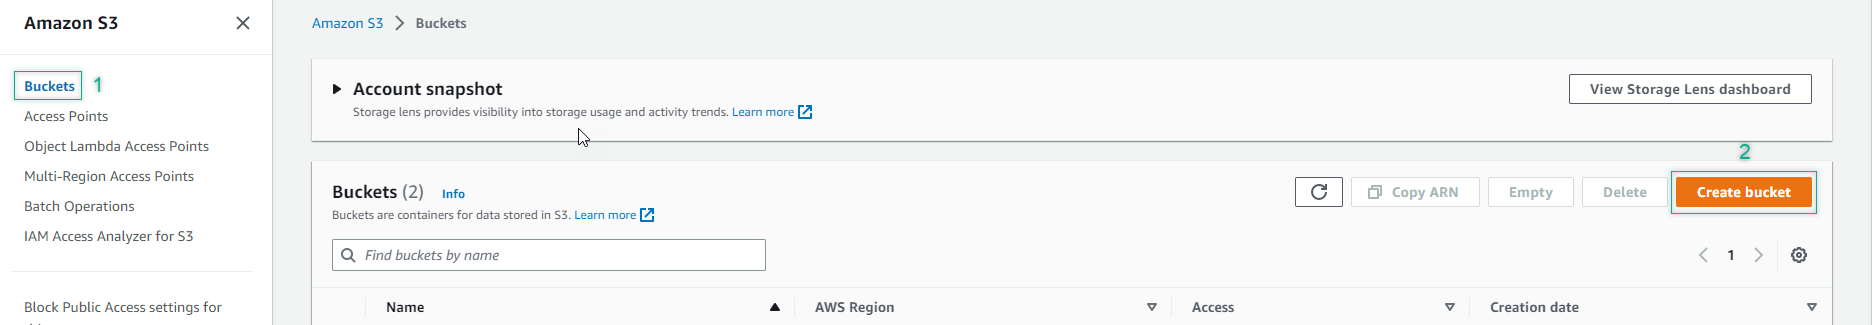 Amazon S3
Buckets 1
Access Points
Object Lambda Access Points
Multi-Region Access Points
Batch Operations
IAM Access Analyzer for S3
Block Public Access settings for
Amazon S3 > Buckets
Account snapshot
Storage lens provides visibility into storage usage and activity trends. Learn more
View Storage Lens dashboard
2
Buckets (2) Info
Buckets are containers for data stored in S3. Learn more
Copy ARN Empty Delete Create bucket
Find buckets by name
1
Name AWS Region Access Creation date